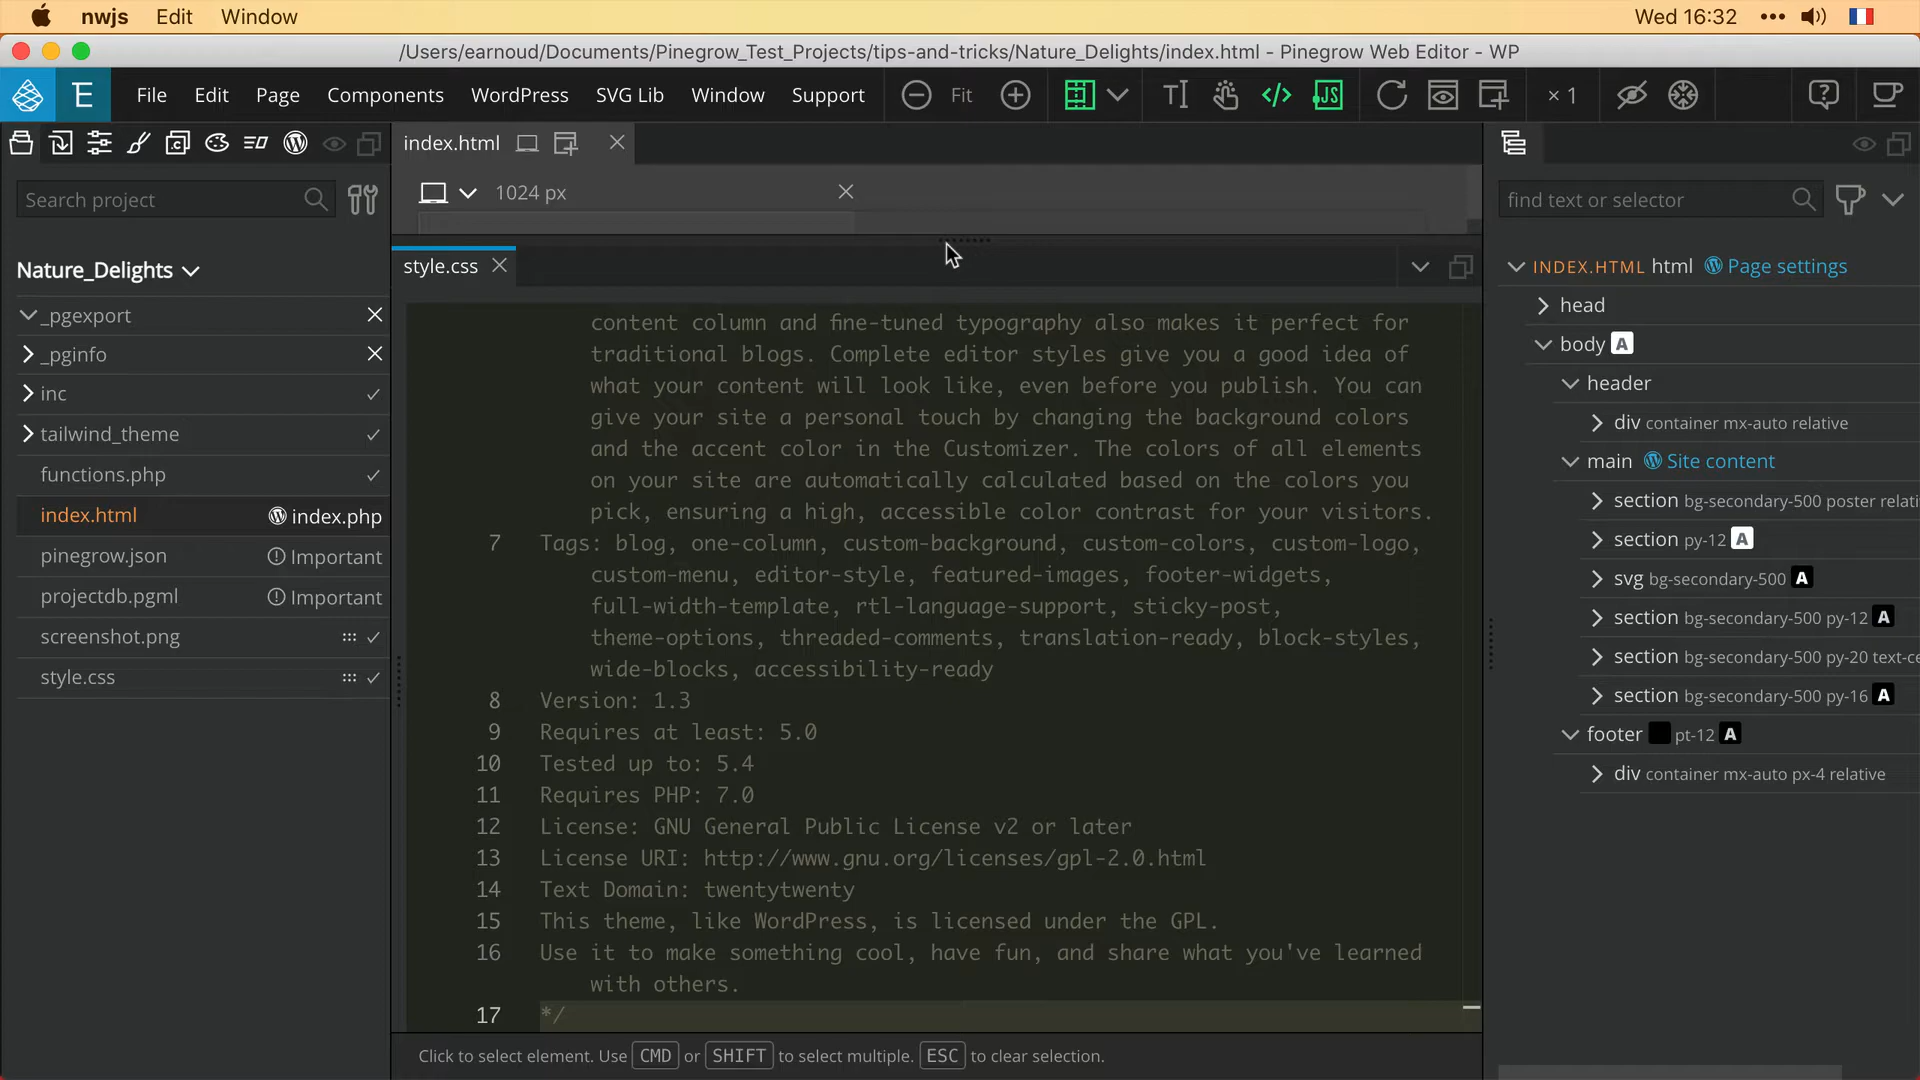 nwjs Edit Window Wed 16:32
/Users/earnoud/Documents/Pinegrow_Test_Projects/tips-and-tricks/Nature_Delights/index.html - Pinegrow Web Editor - WP
File Edit Page Components WordPress SVG Lib Window Support Fit JS × 1
index.html
1024 px
Search project
find text or selector
style.css
Nature_Delights
_pgexport
_pginfo
inc
tailwind_theme
functions.php
index.html index.php
pinegrow.json Important
projectdb.pgml Important
screenshot.png
style.css
content column and fine-tuned typography also makes it perfect for
traditional blogs. Complete editor styles give you a good idea of
what your content will look like, even before you publish. You can
give your site a personal touch by changing the background colors
and the accent color in the Customizer. The colors of all elements
on your site are automatically calculated based on the colors you
pick, ensuring a high, accessible color contrast for your visitors.
7 Tags: blog, one-column, custom-background, custom-colors, custom-logo,
custom-menu, editor-style, featured-images, footer-widgets,
full-width-template, rtl-language-support, sticky-post,
theme-options, threaded-comments, translation-ready, block-styles,
wide-blocks, accessibility-ready
8 Version: 1.3
9 Requires at least: 5.0
10 Tested up to: 5.4
11 Requires PHP: 7.0
12 License: GNU General Public License v2 or later
13 License URI: http://www.gnu.org/licenses/gpl-2.0.html
14 Text Domain: twentytwenty
15 This theme, like WordPress, is licensed under the GPL.
16 Use it to make something cool, have fun, and share what you've learned
with others.
17 */
INDEX.HTML html Page settings
head
body A
header
div container mx-auto relative
main Site content
section bg-secondary-500 poster relati
section py-12 A
svg bg-secondary-500 A
section bg-secondary-500 py-12 A
section bg-secondary-500 py-20 text-ce
section bg-secondary-500 py-16 A
footer pt-12 A
div container mx-auto px-4 relative
Click to select element. Use CMD or SHIFT to select multiple. ESC to clear selection.